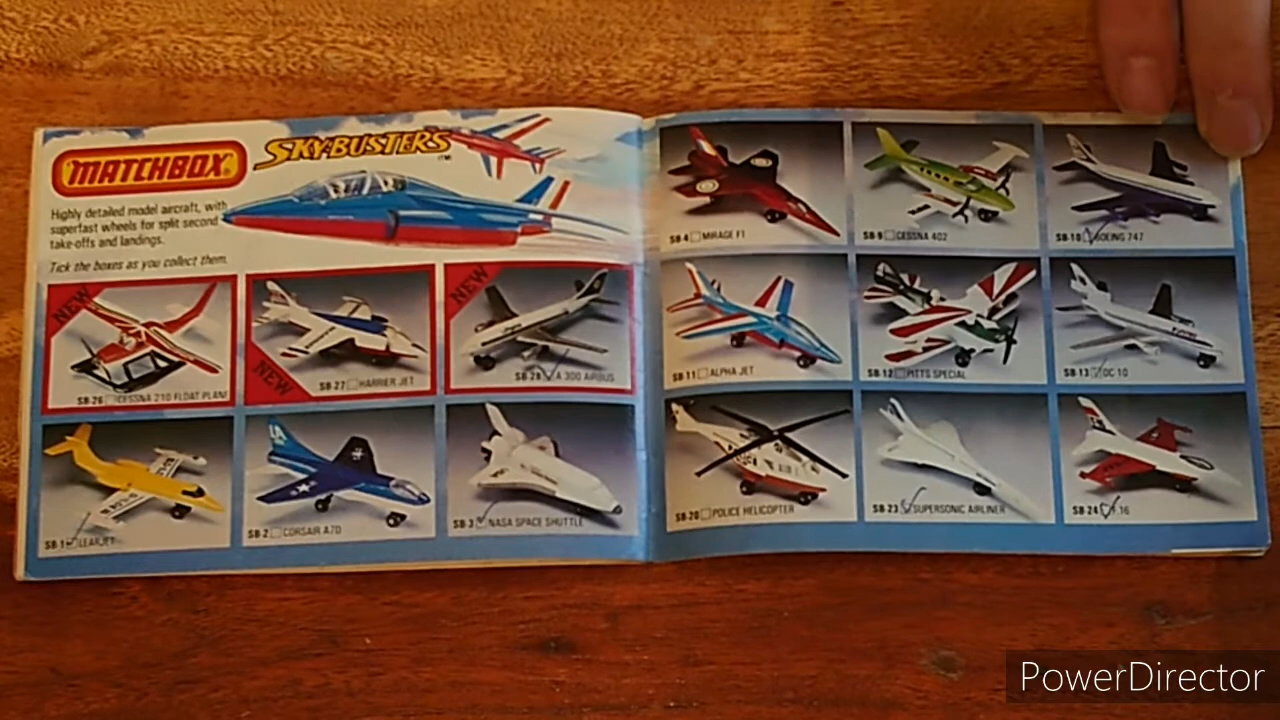 MATCHBOX
SKYBUSTERS
TM
Highly detailed model aircraft, with
superfast wheels for split second
take-offs and landings.
Tick the boxes as you collect them.
NEW
SB-26 CESSNA 210 FLOAT PLANE
NEW
SB-27 HARRIER JET
NEW
SB-28 A 300 AIRBUS
SB-1 LEARJET
SB-2 CORSAIR A7D
SB-3 NASA SPACE SHUTTLE
SB-4 MIRAGE F1
SB-9 CESSNA 402
SB-10 BOEING 747
SB-11 ALPHA JET
SB-12 PITTS SPECIAL
SB-13 DC 10
SB-20 POLICE HELICOPTER
SB-23 SUPERSONIC AIRLINER
SB-24 F.16
PowerDirector